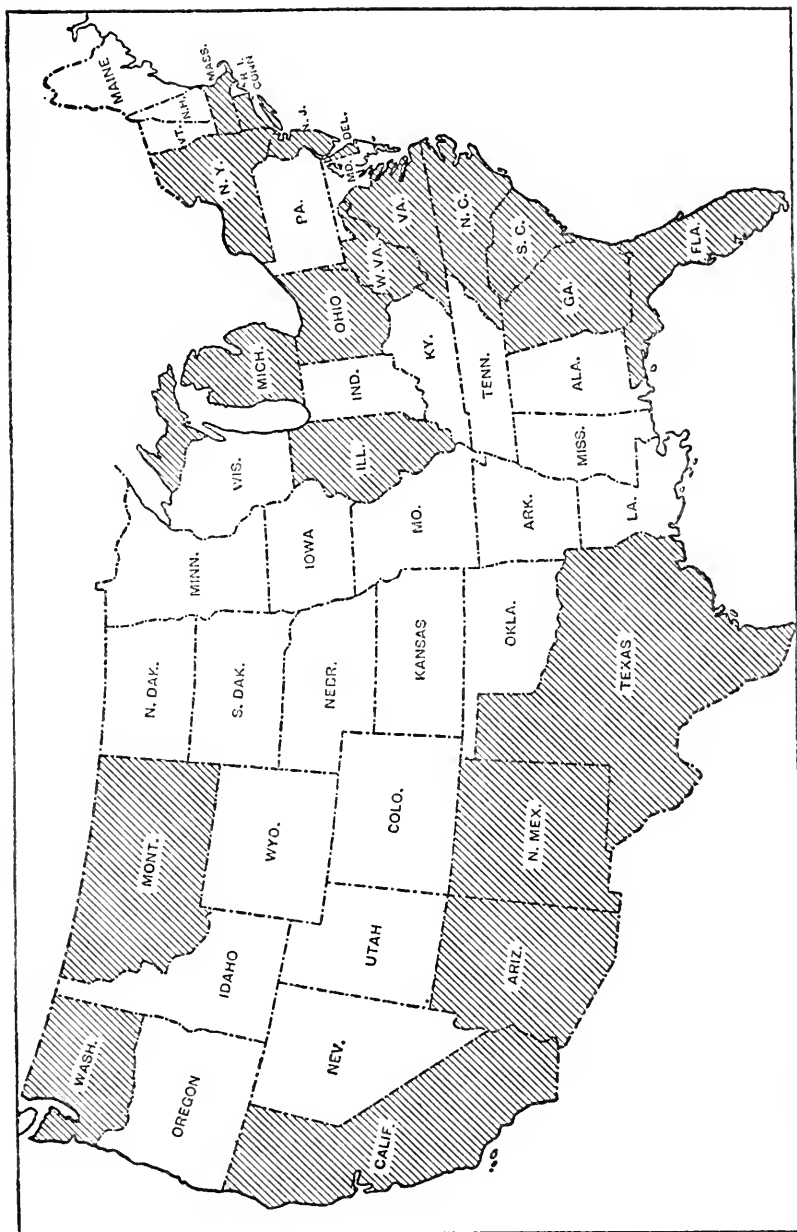 WASH.
OREGON
CALIF.
NEV.
IDAHO
MONT.
WYO.
UTAH
ARIZ.
COLO.
N. MEX.
N. DAK.
S. DAK.
NEBR.
KANSAS
OKLA.
TEXAS
MINN.
IOWA
MO.
ARK.
LA.
WIS.
ILL.
MISS.
MICH.
IND.
KY.
TENN.
ALA.
OHIO
W. VA.
VA.
N. C.
S. C.
GA.
FLA.
PA.
N. Y.
VT.
N.H.
MAINE
MASS.
R. I.
CONN
N. J.
DEL.
MD.